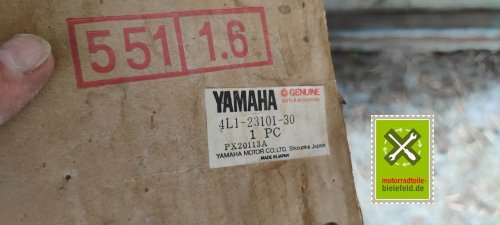 551 1.6
YAMAHA GENUINE
parts & accessories
4L1-23101-30
1 PC
PX20113A
YAMAHA MOTOR CO.LTD. Shizuoka Japan
MADE IN JAPAN
motorradteile-
bielefeld.de